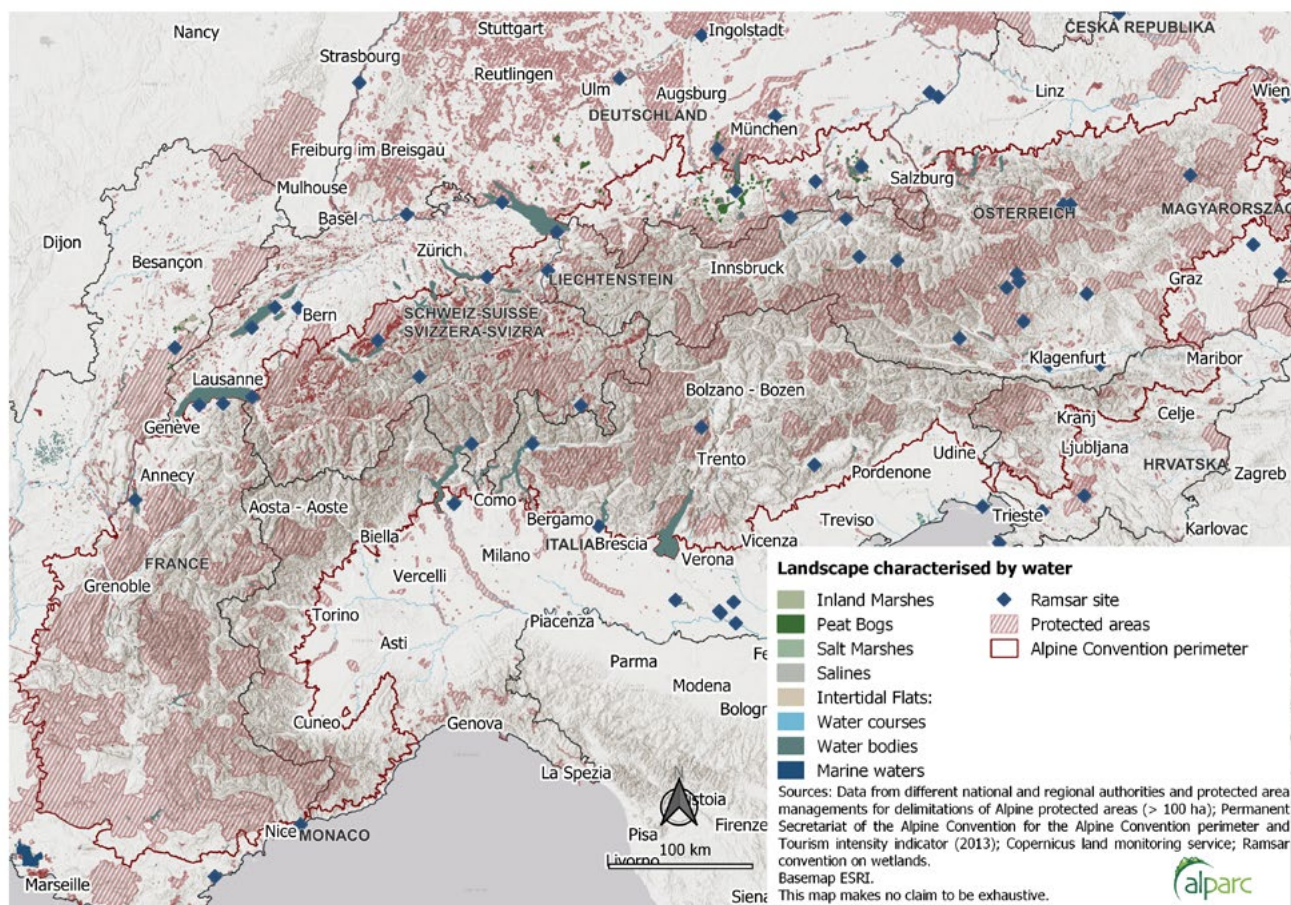 Nancy
Stuttgart
Ingolstadt
ČESKÁ REPUBLIKA
Strasbourg
Reutlingen
Ulm
Augsburg
Linz
Wien
DEUTSCHLAND
München
Freiburg im Breisgau
Salzburg
Mulhouse
Basel
ÖSTERREICH
MAGYARORSZÁG
Dijon
Zürich
Besançon
Innsbruck
LIECHTENSTEIN
Graz
Bern
SCHWEIZ-SUISSE
SVIZZERA-SVIZRA
Klagenfurt
Maribor
Lausanne
Bolzano - Bozen
Genève
Kranj
Celje
Ljubljana
Annecy
Trento
Udine
HRVATSKA
Pordenone
Zagreb
Aosta - Aoste
Como
Bergamo
Trieste
Biella
Treviso
Karlovac
FRANCE
ITALIA
Brescia
Vicenza
Milano
Verona
Grenoble
Vercelli
Torino
Piacenza
Asti
Parma
Fe
Modena
Cuneo
Genova
Bologn
La Spezia
ostoia
Nice
MONACO
Pisa
Firenze
Livorno
100 km
Marseille
Siena
Landscape characterised by water
Inland Marshes
Peat Bogs
Salt Marshes
Salines
Intertidal Flats:
Water courses
Water bodies
Marine waters
Ramsar site
Protected areas
Alpine Convention perimeter
Sources: Data from different national and regional authorities and protected area
managements for delimitations of Alpine protected areas (> 100 ha); Permanent
Secretariat of the Alpine Convention for the Alpine Convention perimeter and
Tourism intensity indicator (2013); Copernicus land monitoring service; Ramsar
convention on wetlands.
Basemap ESRI.
This map makes no claim to be exhaustive.
alparc